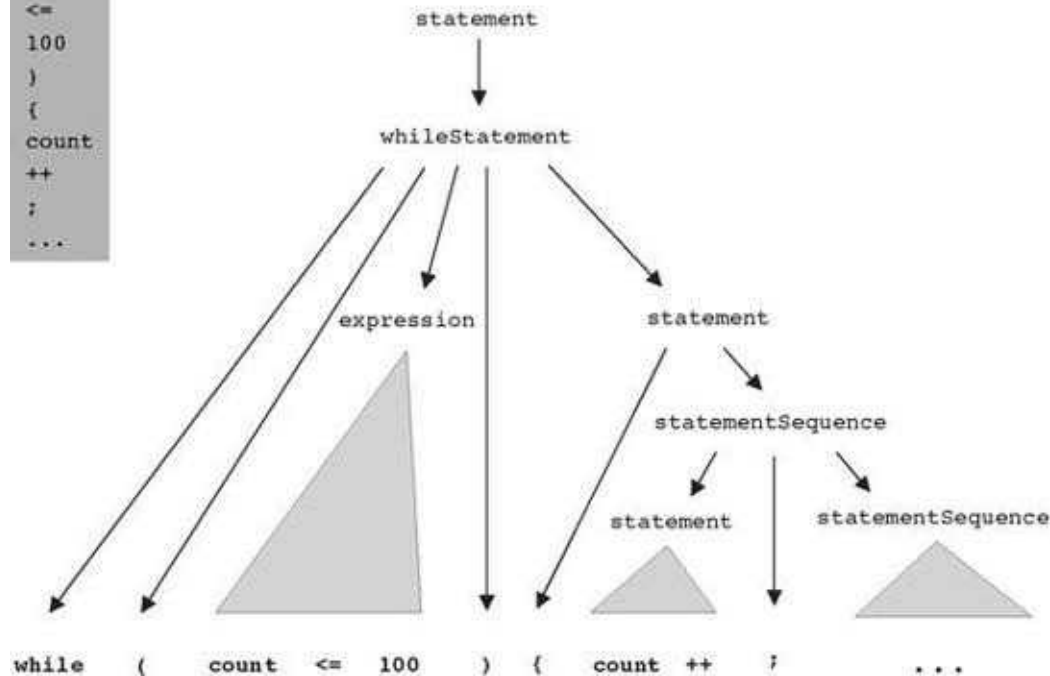 <=
100
)
{
count
++
;
...
statement
whileStatement
expression
statement
statementSequence
statement
statementSequence
while ( count <= 100 ) { count ++ ; ...